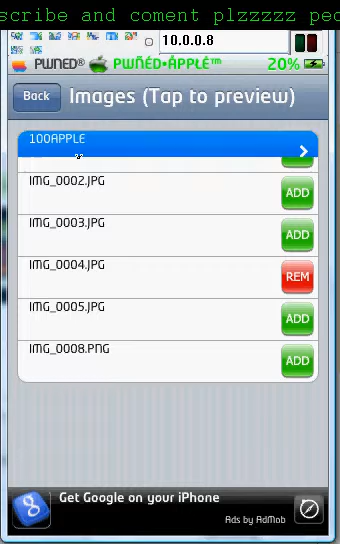 scribe and coment plzzzzz peo
10.0.0.8
PWNED® PWÑÉD•ÅPPŁÉ™ 20%
Back Images (Tap to preview)
100APPLE
IMG_0002.JPG ADD
IMG_0003.JPG ADD
IMG_0004.JPG REM
IMG_0005.JPG ADD
IMG_0008.PNG ADD
Get Google on your iPhone
Ads by AdMob